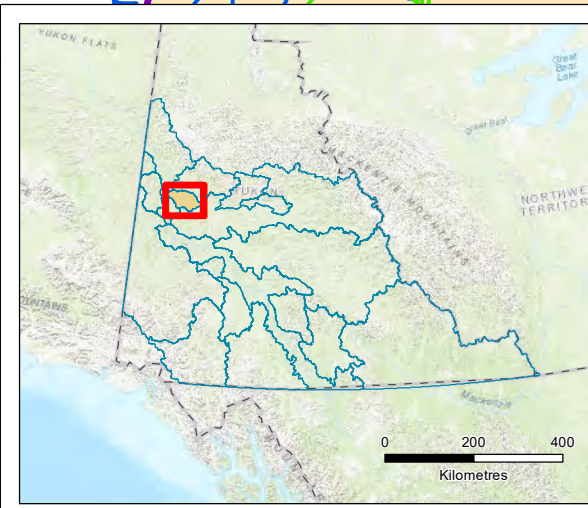 YUKON FLATS
Great
Bear
Lake
Great Bear
MACKENZIE MOUNTAINS
YUKON
NORTHWE
TERRITOR
OUNTAINS
Mackenzie
0 200 400
Kilometres